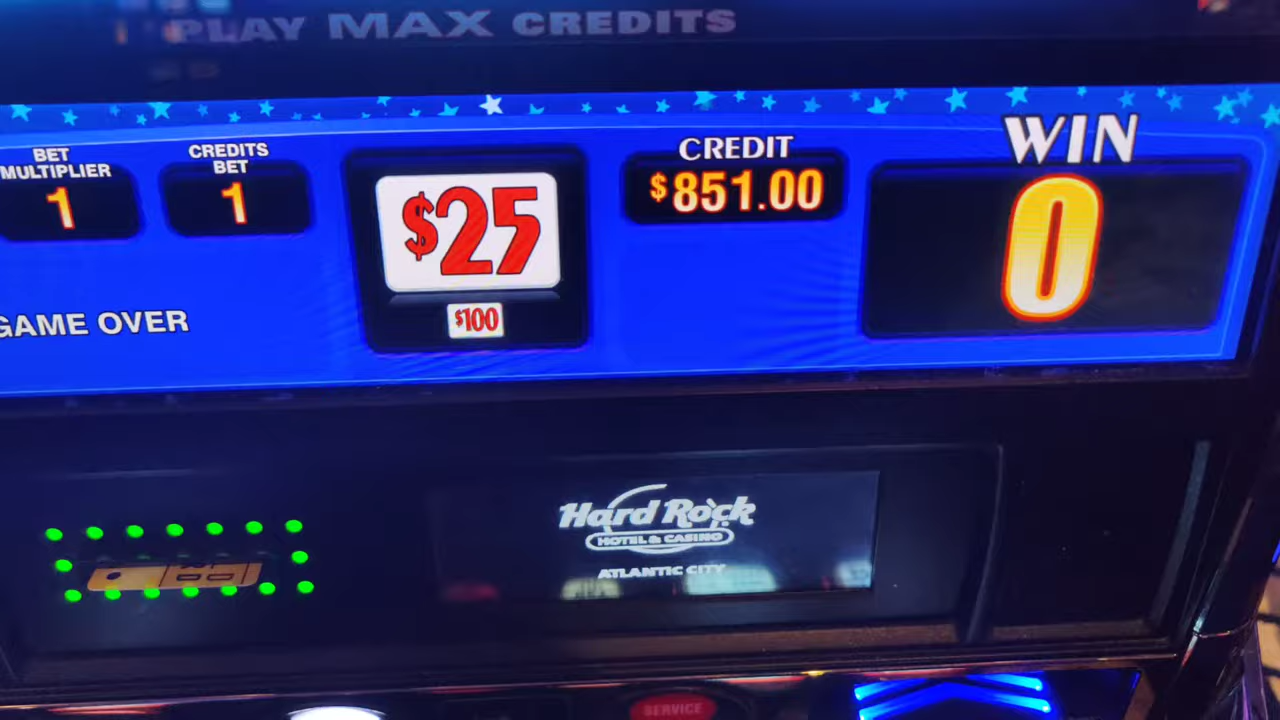 PLAY MAX CREDITS
BET
MULTIPLIER
1
CREDITS
BET
1
$25
$100
CREDIT
$851.00
WIN
0
GAME OVER
Hard Rock
HOTEL & CASINO
ATLANTIC CITY
SERVICE